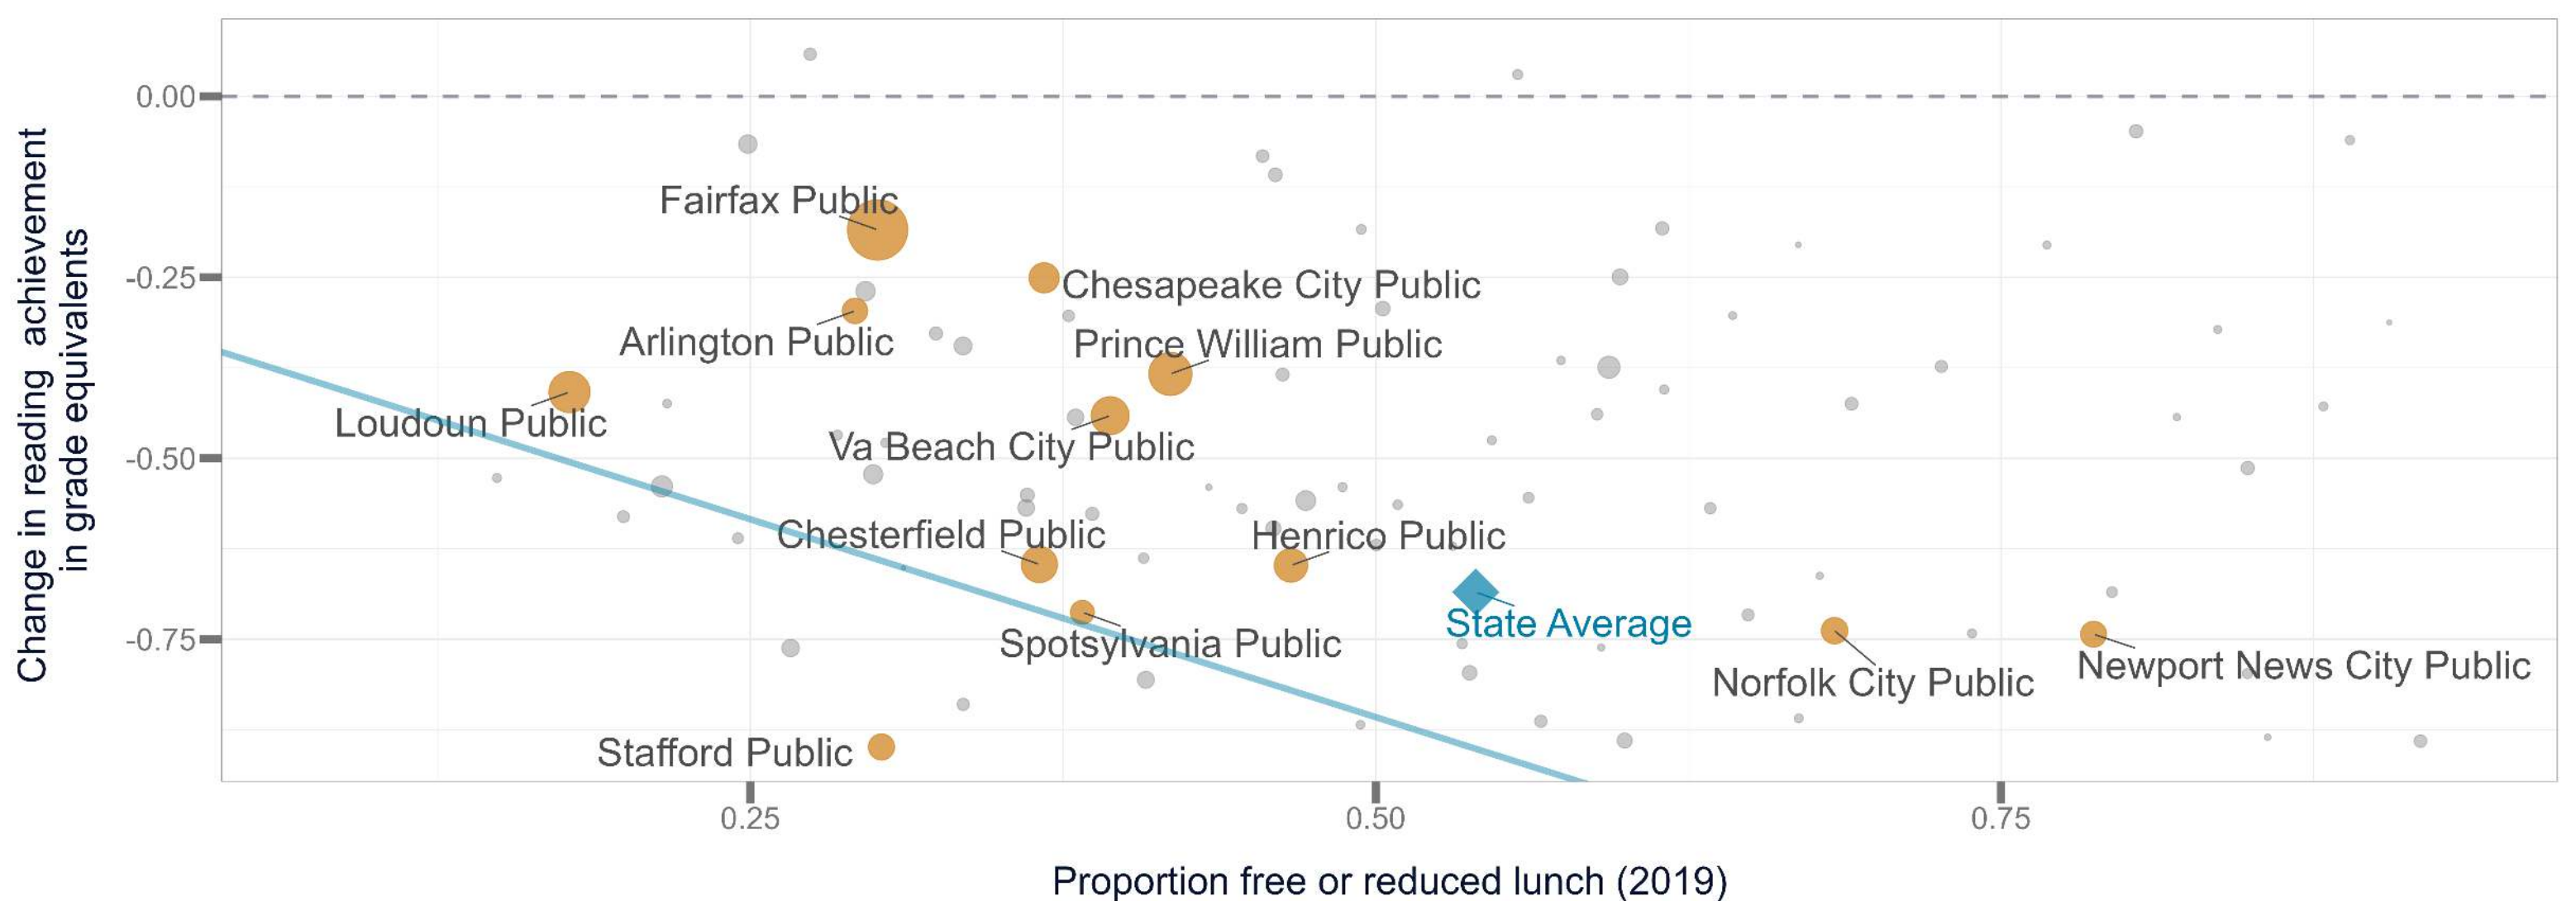 Change in reading achievement
in grade equivalents
0.00
-0.25
-0.50
-0.75
Fairfax Public
Chesapeake City Public
Arlington Public
Prince William Public
Loudoun Public
Va Beach City Public
Chesterfield Public
Henrico Public
State Average
Spotsylvania Public
Newport News City Public
Norfolk City Public
Stafford Public
0.25
0.50
0.75
Proportion free or reduced lunch (2019)